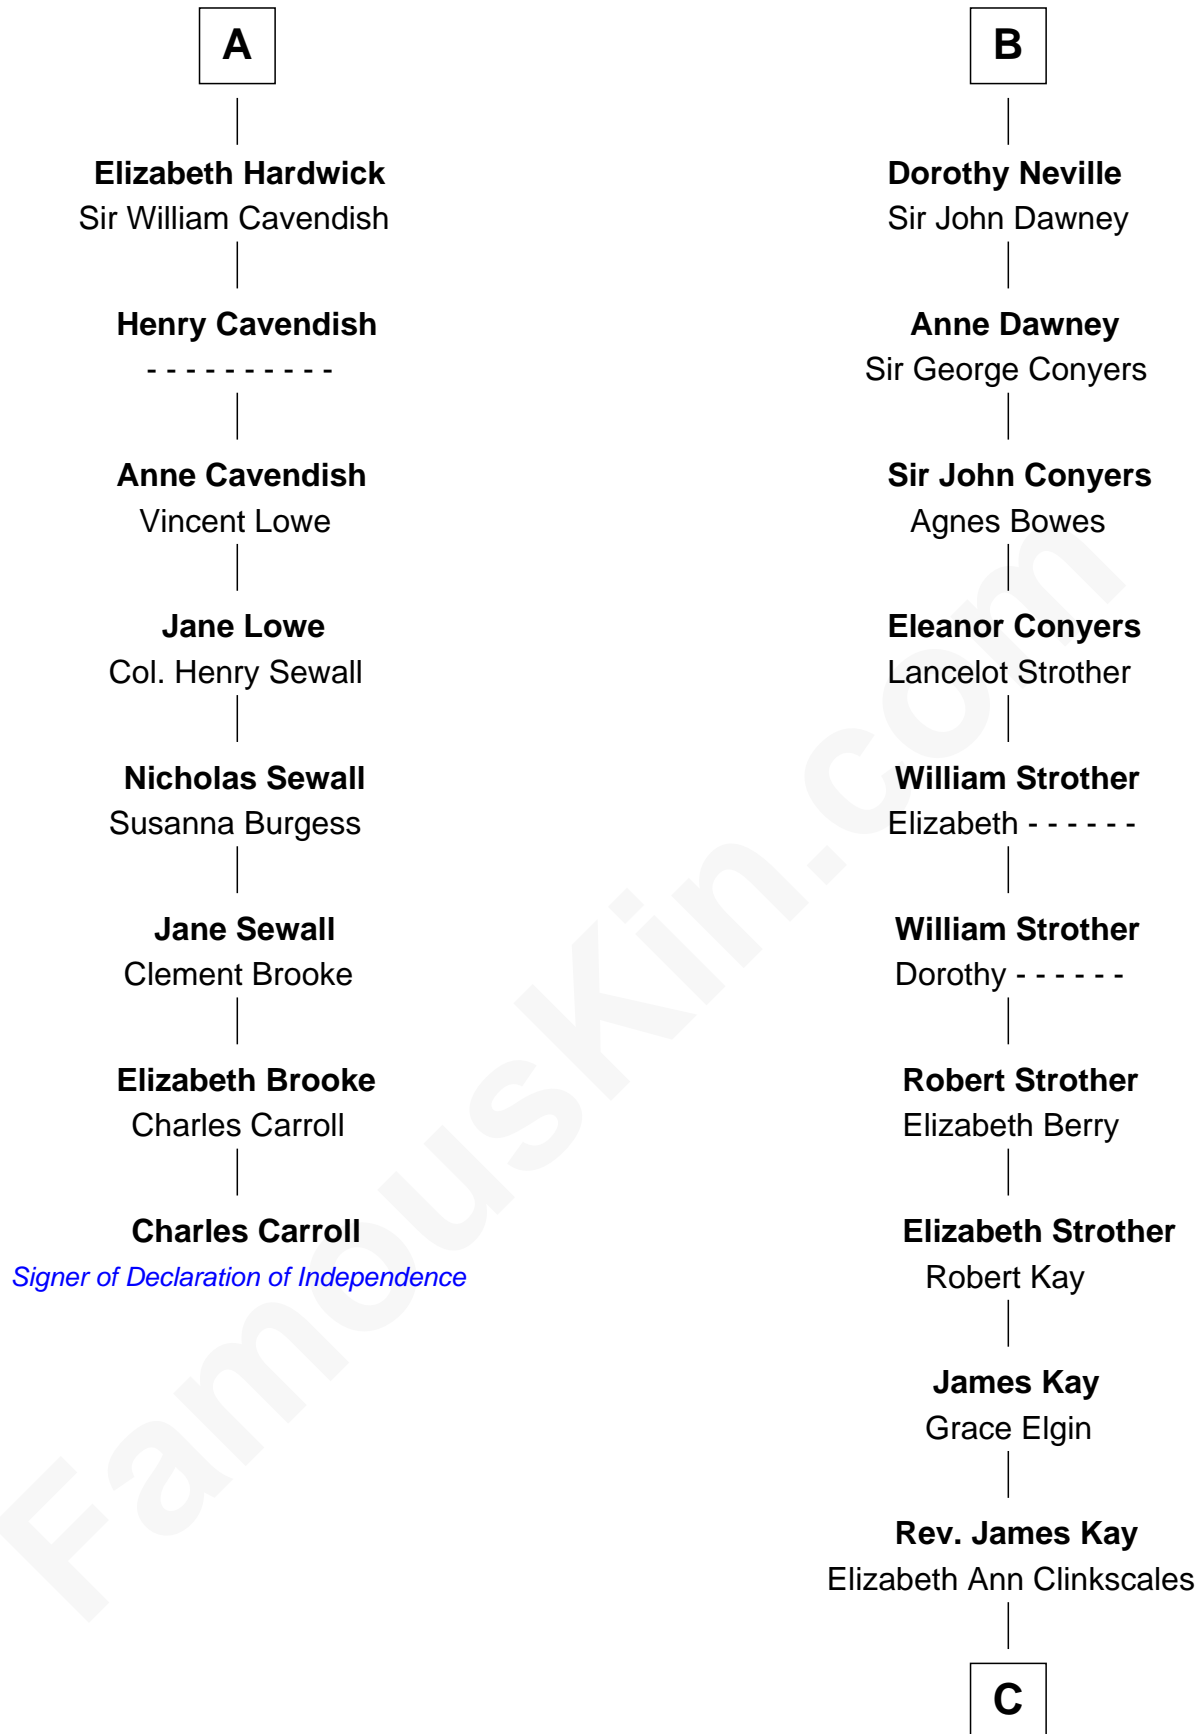 A
Elizabeth Hardwick
Sir William Cavendish
Henry Cavendish
- - - - - - - - - -
Anne Cavendish
Vincent Lowe
Jane Lowe
Col. Henry Sewall
Nicholas Sewall
Susanna Burgess
Jane Sewall
Clement Brooke
Elizabeth Brooke
Charles Carroll
Charles Carroll
Signer of Declaration of Independence
B
Dorothy Neville
Sir John Dawney
Anne Dawney
Sir George Conyers
Sir John Conyers
Agnes Bowes
Eleanor Conyers
Lancelot Strother
William Strother
Elizabeth - - - - - -
William Strother
Dorothy - - - - - -
Robert Strother
Elizabeth Berry
Elizabeth Strother
Robert Kay
James Kay
Grace Elgin
Rev. James Kay
Elizabeth Ann Clinkscales
C
FamousKin.com